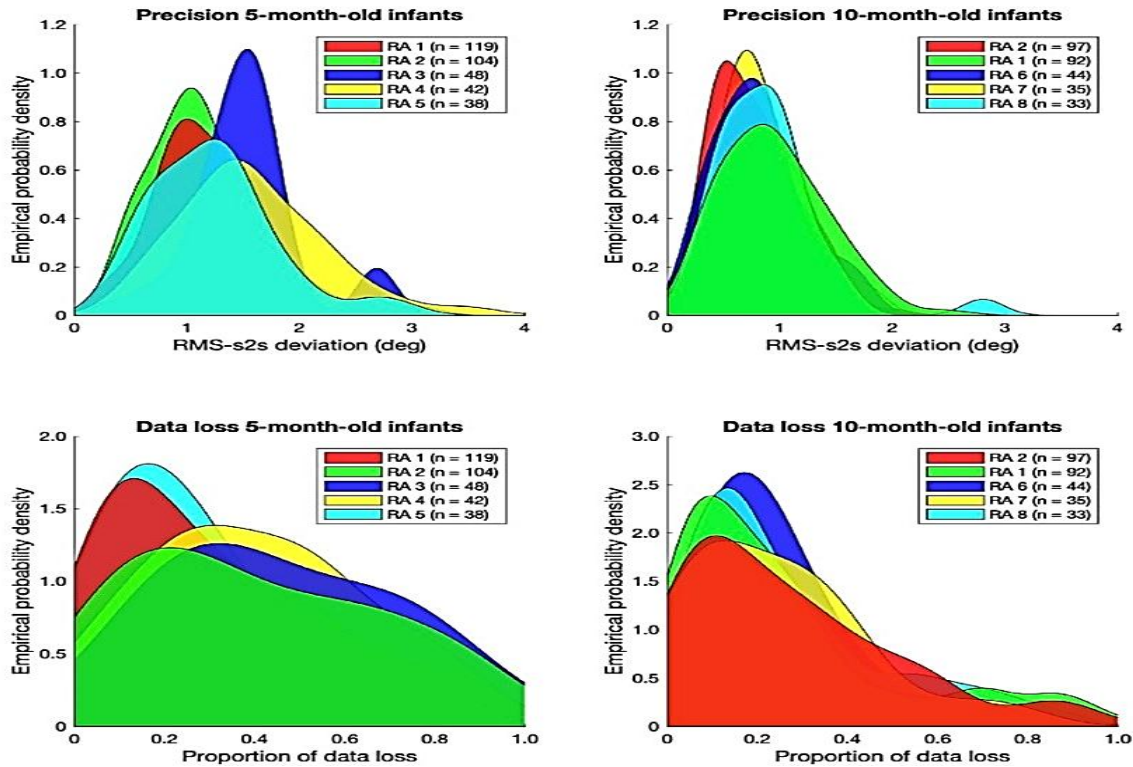 Precision 5-month-old infants
1.2
1.0
0.8
0.6
0.4
0.2
0
Empirical probability density
RA 1 (n = 119)
RA 2 (n = 104)
RA 3 (n = 48)
RA 4 (n = 42)
RA 5 (n = 38)
0 1 2 3 4
RMS-s2s deviation (deg)
Precision 10-month-old infants
1.2
1.0
0.8
0.6
0.4
0.2
0
Empirical probability density
RA 2 (n = 97)
RA 1 (n = 92)
RA 6 (n = 44)
RA 7 (n = 35)
RA 8 (n = 33)
0 1 2 3 4
RMS-s2s deviation (deg)
Data loss 5-month-old infants
2.0
1.5
1.0
0.5
0
Empirical probability density
RA 1 (n = 119)
RA 2 (n = 104)
RA 3 (n = 48)
RA 4 (n = 42)
RA 5 (n = 38)
0 0.2 0.4 0.6 0.8 1.0
Proportion of data loss
Data loss 10-month-old infants
3.0
2.5
2.0
1.5
1.0
0.5
0
Empirical probability density
RA 2 (n = 97)
RA 1 (n = 92)
RA 6 (n = 44)
RA 7 (n = 35)
RA 8 (n = 33)
0 0.2 0.4 0.6 0.8 1.0
Proportion of data loss